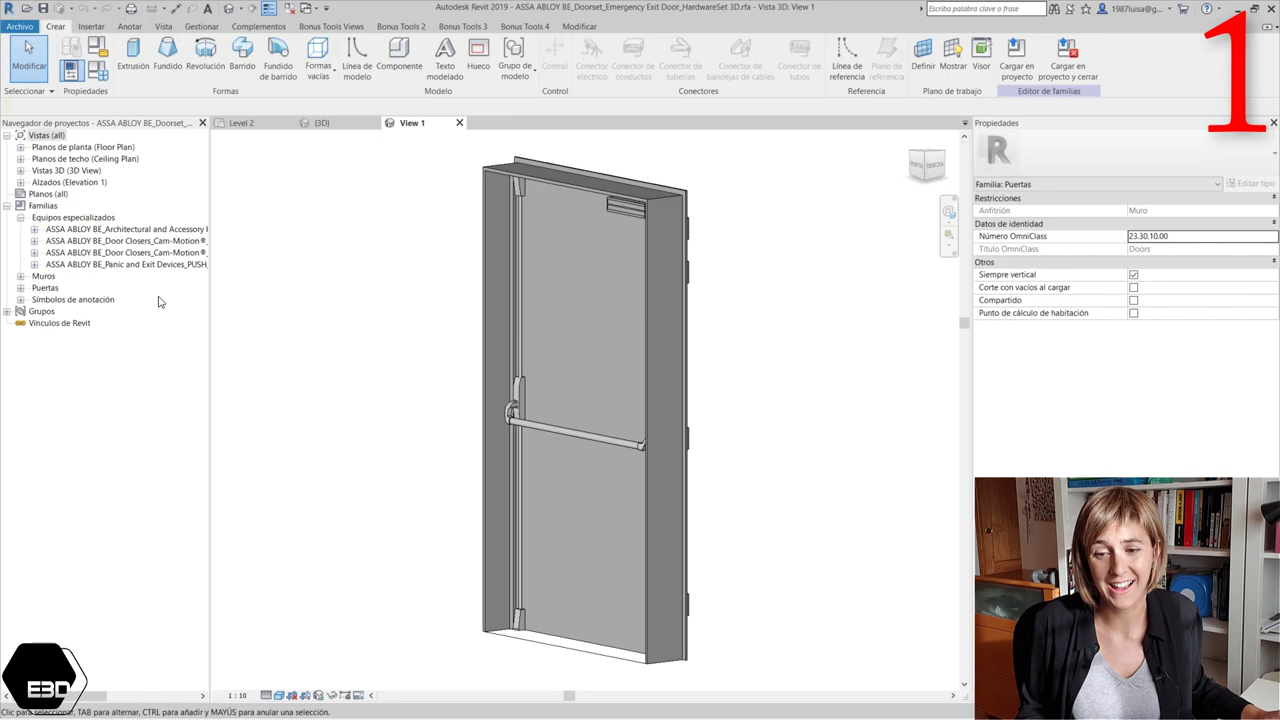 Autodesk Revit 2019 - ASSA ABLOY BE_Doorset_Emergency Exit Door_HardwareSet 3D.rfa - Vista 3D: View 1
Escriba palabra clave o frase
1987luisa@g...
1
Archivo Crear Insertar Anotar Vista Gestionar Complementos Bonus Tools Views Bonus Tools 2 Bonus Tools 3 Bonus Tools 4 Modificar
Modificar
Extrusión Fundido Revolución Barrido Fundido de barrido Formas vacías
Línea de modelo Componente Texto modelado Hueco Grupo de modelo
Control Conector eléctrico Conector de conductos Conector de tuberías Conector de bandejas de cables Conector de tubos
Línea de referencia Plano de referencia Definir Mostrar Visor Cargar en proyecto Cargar en proyecto y cerrar
Seleccionar Propiedades Formas Modelo Control Conectores Referencia Plano de trabajo Editor de familias
Navegador de proyectos - ASSA ABLOY BE_Doorset_...
Vistas (all)
Planos de planta (Floor Plan)
Planos de techo (Ceiling Plan)
Vistas 3D (3D View)
Alzados (Elevation 1)
Planos (all)
Familias
Equipos especializados
ASSA ABLOY BE_Architectural and Accessory
ASSA ABLOY BE_Door Closers_Cam-Motion®_
ASSA ABLOY BE_Door Closers_Cam-Motion®_
ASSA ABLOY BE_Panic and Exit Devices_PUSH_
Muros
Puertas
Símbolos de anotación
Grupos
Vínculos de Revit
Level 2
{3D}
View 1
Propiedades
R
Familia: Puertas
Editar tipo
Restricciones
Anfitrión Muro
Datos de identidad
Número OmniClass 23.30.10.00
Título OmniClass Doors
Otros
Siempre vertical
Corte con vacíos al cargar
Compartido
Punto de cálculo de habitación
E3D
1 : 10
Clic para seleccionar, TAB para alternar, CTRL para añadir y MAYÚS para anular una selección.